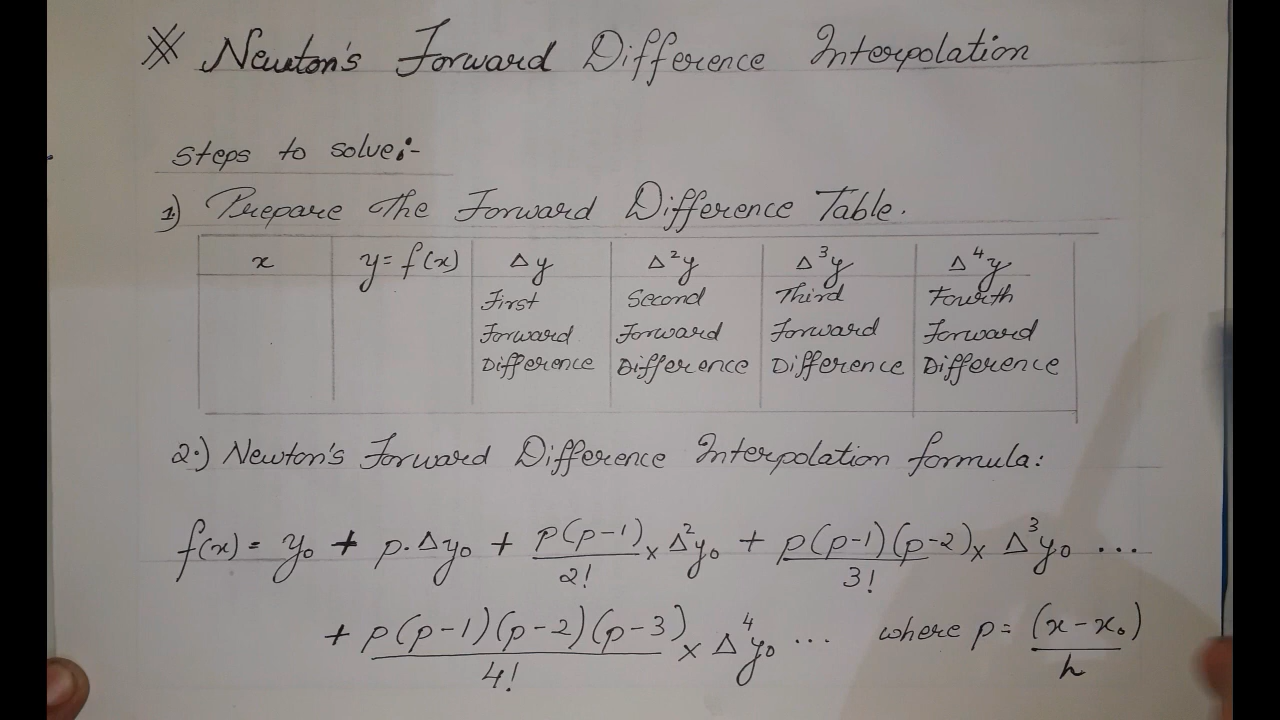 ※ Newton's Forward Difference Interpolation
steps to solve:-
1) Prepare the Forward Difference Table.
x y=f(x) Δy Δ²y Δ³y Δ⁴y
First Second Third Fourth
Forward Forward Forward Forward
Difference Difference Difference Difference
2.) Newton's Forward Difference Interpolation formula:
f(x) = y₀ + p.Δy₀ + p(p-1)/2! × Δ²y₀ + p(p-1)(p-2)/3! × Δ³y₀ ...
+ p(p-1)(p-2)(p-3)/4! × Δ⁴y₀ ... where p = (x-x₀)/h